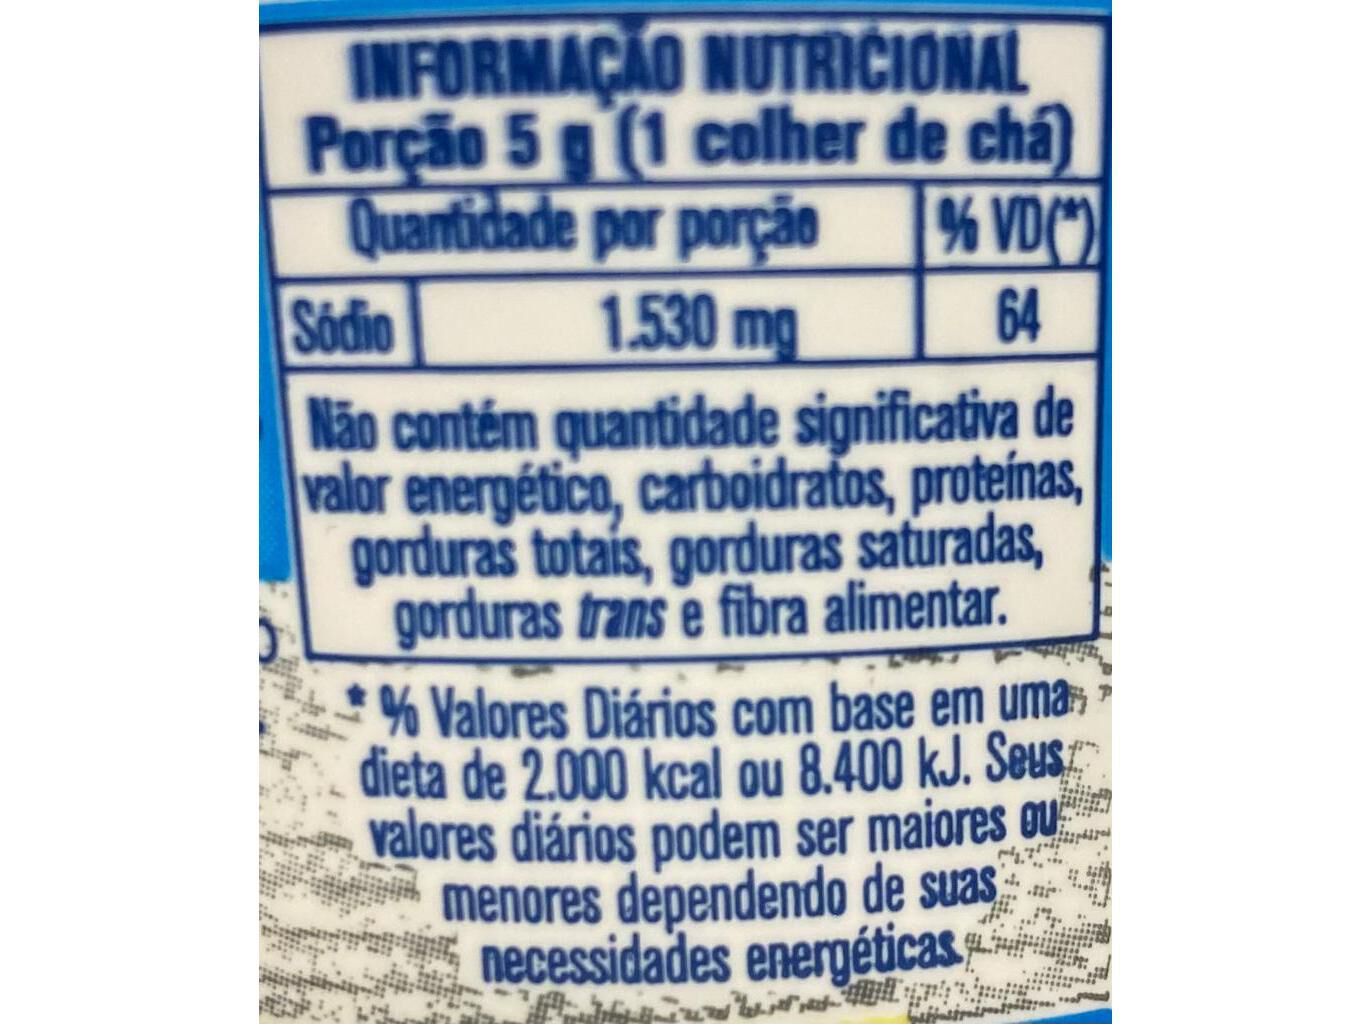 INFORMAÇÃO NUTRICIONAL
Porção 5 g (1 colher de chá)
Quantidade por porção % VD(*)
Sódio 1.530 mg 64
Não contém quantidade significativa de
valor energético, carboidratos, proteínas,
gorduras totais, gorduras saturadas,
gorduras trans e fibra alimentar.
* % Valores Diários com base em uma
dieta de 2.000 kcal ou 8.400 kJ. Seus
valores diários podem ser maiores ou
menores dependendo de suas
necessidades energéticas.